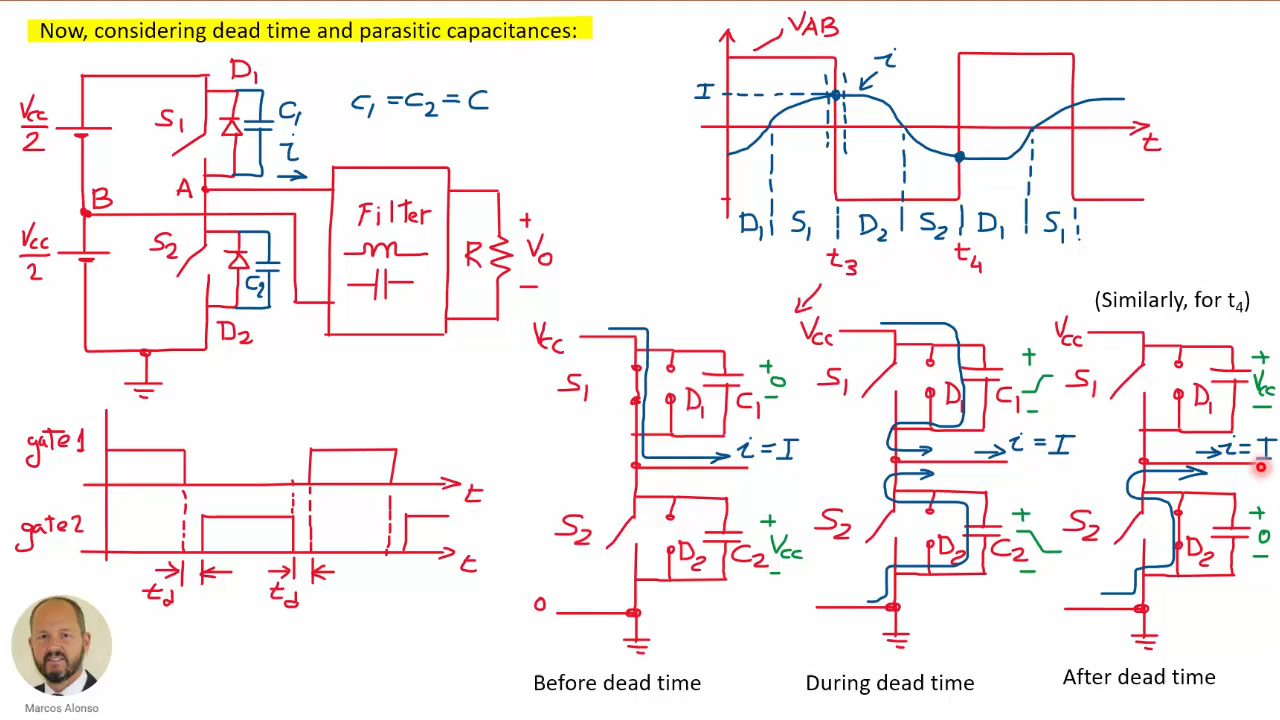 Now, considering dead time and parasitic capacitances:
Vcc/2
S1
D1
C1
i
A
B
Vcc/2
S2
D2
C2
C1 = C2 = C
Filter
R
+
Vo
−
VAB
i
I
t
D1 S1 D2 S2 D1 S1
t3
t4
gate1
t
gate2
t
td
td
Vcc
S1
D1
C1
+
0
−
i = I
S2
D2
C2
+
Vcc
−
0
Before dead time
Vcc
S1
D1
C1
+
−
i = I
S2
D2
C2
+
−
During dead time
(Similarly, for t4)
Vcc
S1
D1
+
Vcc
−
i = I
S2
D2
+
0
−
After dead time
Marcos Alonso